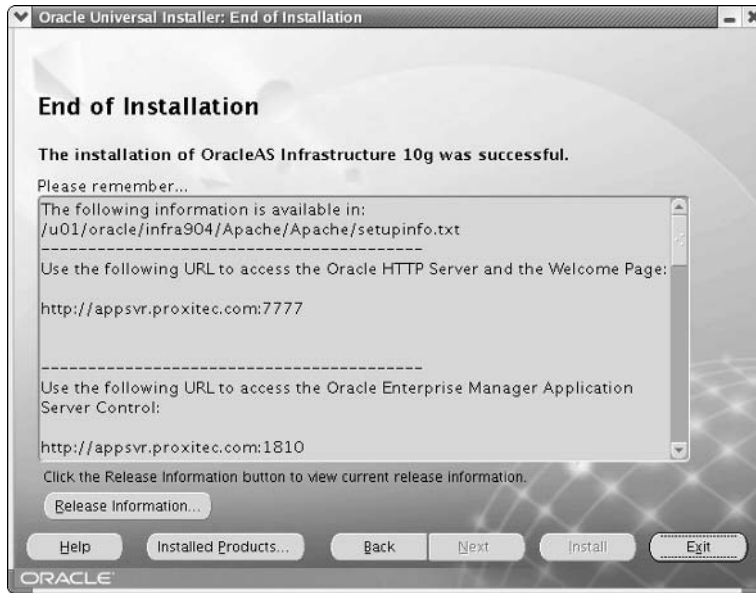 Oracle Universal Installer: End of Installation
End of Installation
The installation of OracleAS Infrastructure 10g was successful.
Please remember...
The following information is available in:
/u01/oracle/infra904/Apache/Apache/setupinfo.txt
-----------------------------------------
Use the following URL to access the Oracle HTTP Server and the Welcome Page:
http://appsvr.proxitec.com:7777
-----------------------------------------
Use the following URL to access the Oracle Enterprise Manager Application
Server Control:
http://appsvr.proxitec.com:1810
Click the Release Information button to view current release information.
Release Information...
Help Installed Products... Back Next Install Exit
ORACLE